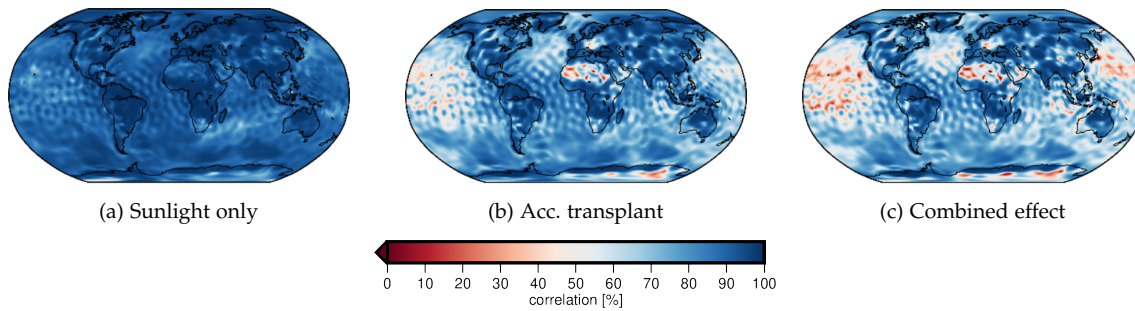 (a) Sunlight only
(b) Acc. transplant
(c) Combined effect
0 10 20 30 40 50 60 70 80 90 100
correlation [%]